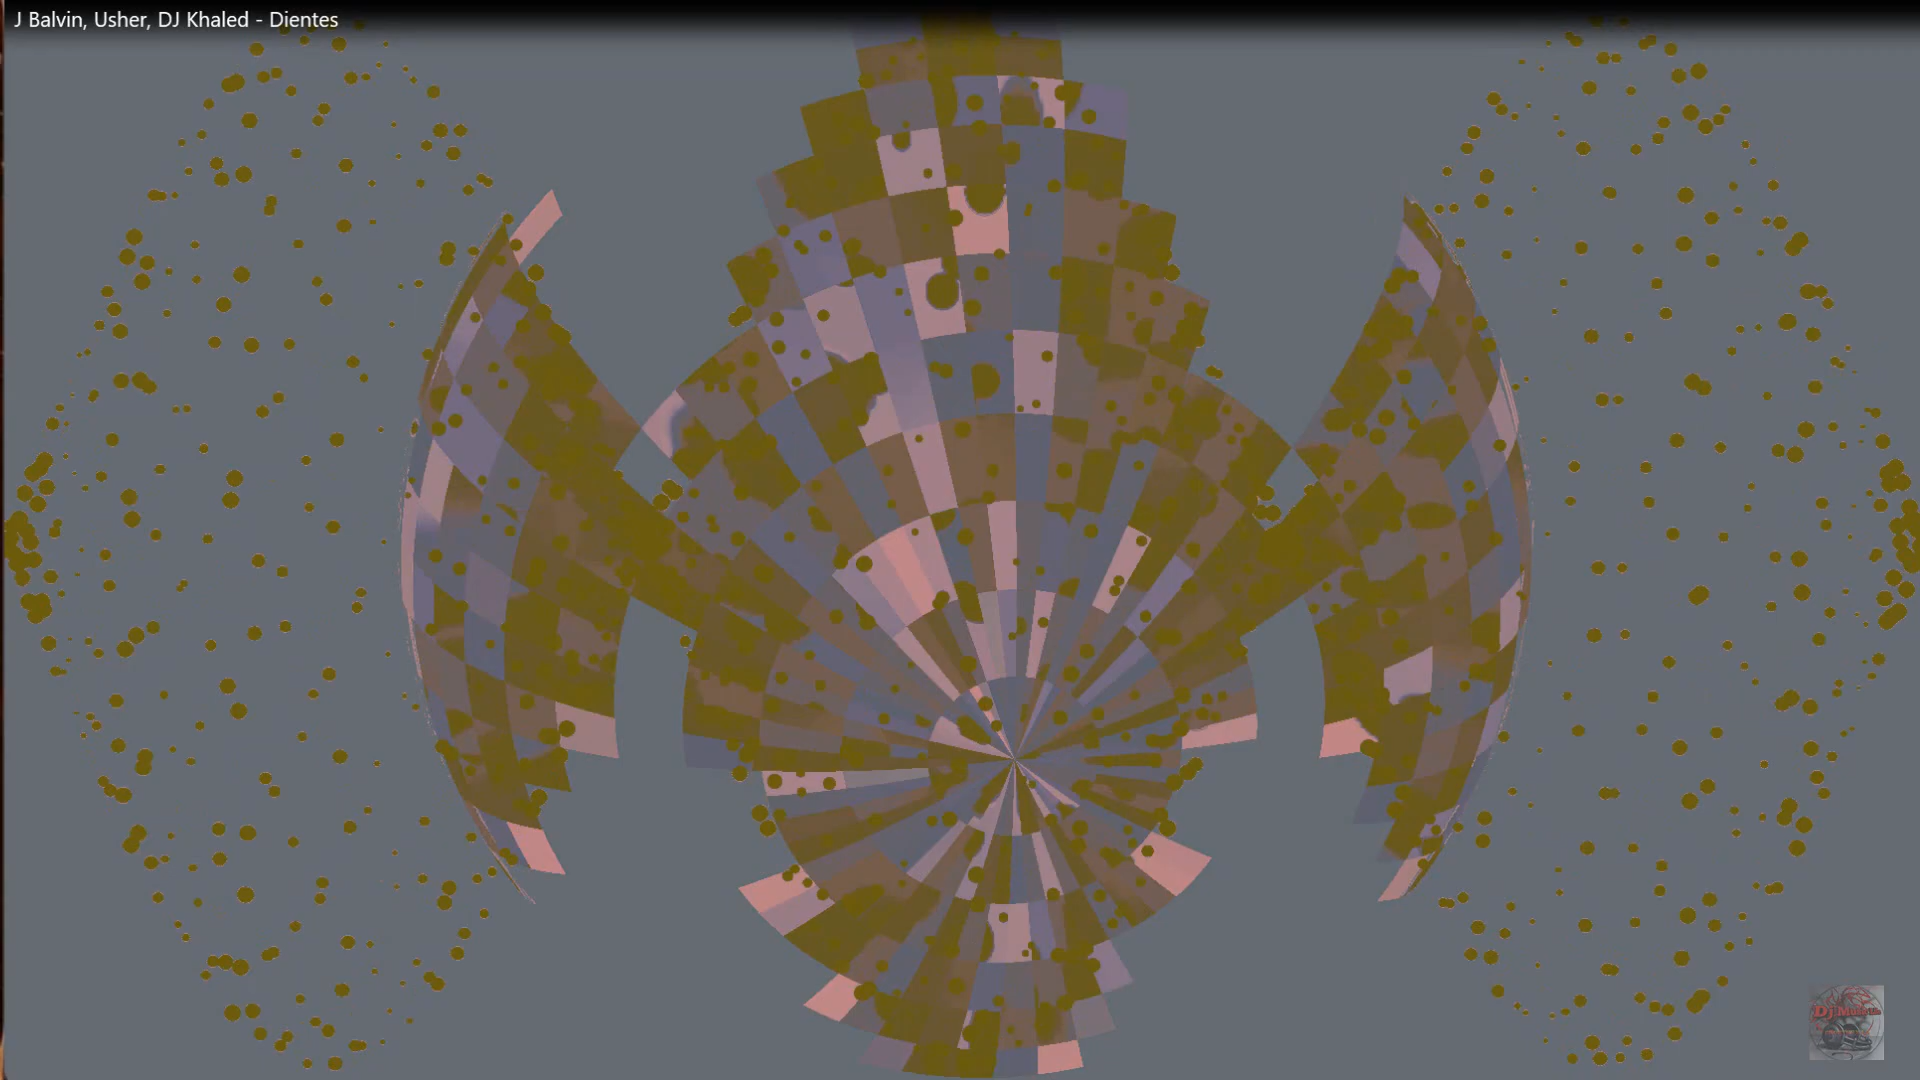 J Balvin, Usher, DJ Khaled - Dientes